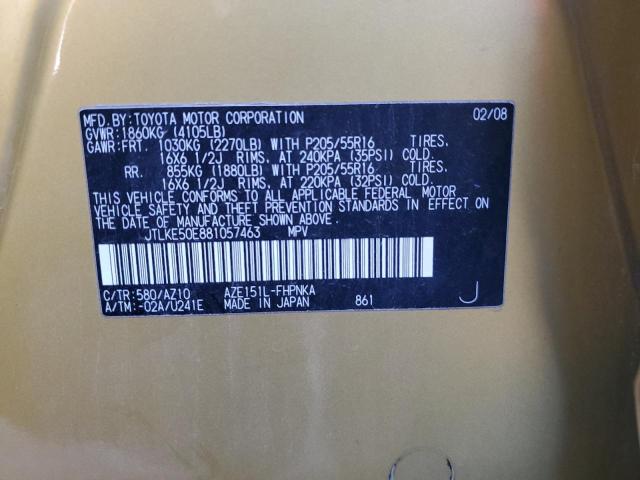 MFD.BY:TOYOTA MOTOR CORPORATION 02/08
GVWR:1860KG (4105LB)
GAWR:FRT. 1030KG (2270LB) WITH P205/55R16 TIRES.
16X6 1/2J RIMS, AT 240KPA (35PSI) COLD.
RR. 855KG (1880LB) WITH P205/55R16 TIRES.
16X6 1/2J RIMS, AT 220KPA (32PSI) COLD.
THIS VEHICLE CONFORMS TO ALL APPLICABLE FEDERAL MOTOR
VEHICLE SAFETY AND THEFT PREVENTION STANDARDS IN EFFECT ON
THE DATE OF MANUFACTURE SHOWN ABOVE.
JTLKE50E881057463 MPV
C/TR:580/AZ10 AZE151L-FHPNKA
A/TM:-02A/U241E MADE IN JAPAN 861 J